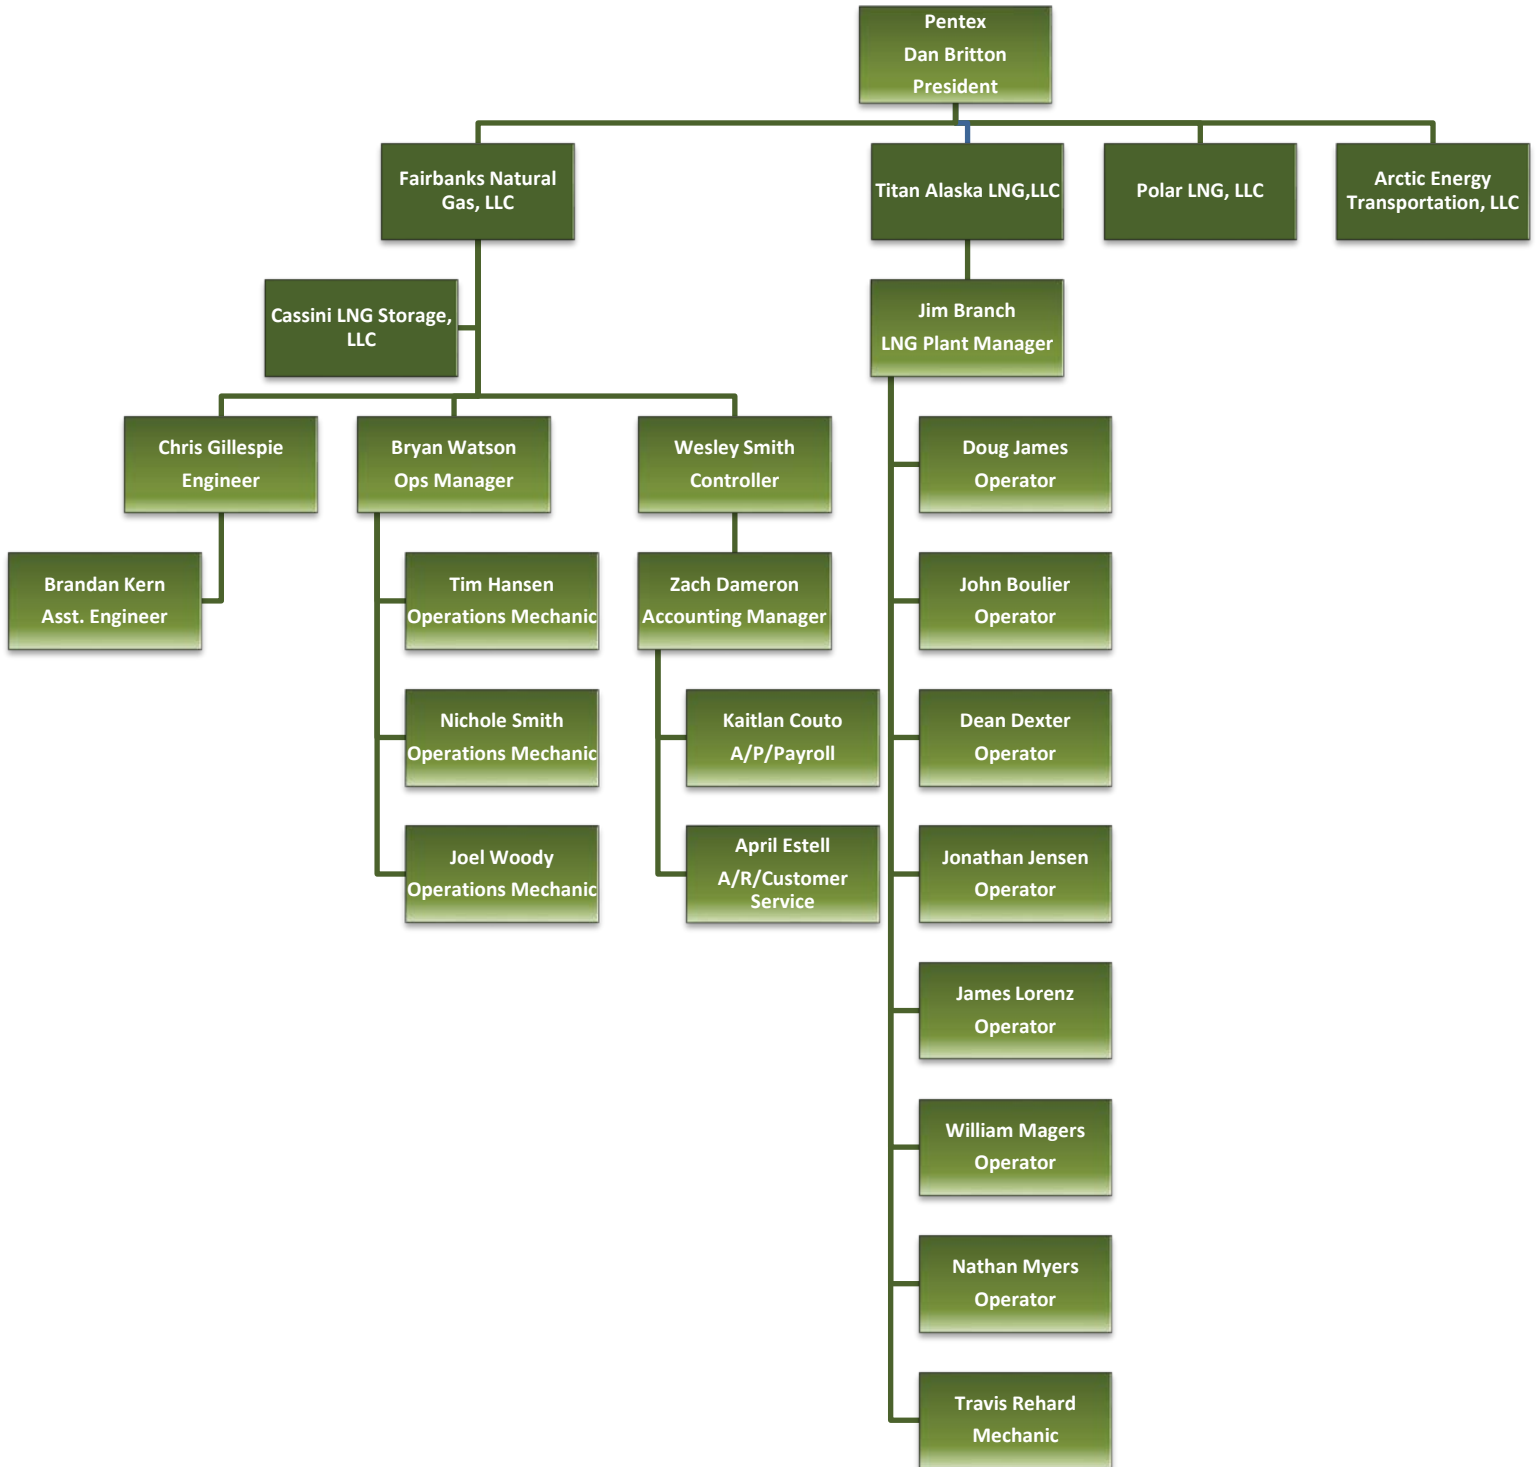 Pentex
Dan Britton
President
Fairbanks Natural
Gas, LLC
Titan Alaska LNG,LLC
Polar LNG, LLC
Arctic Energy
Transportation, LLC
Cassini LNG Storage,
LLC
Jim Branch
LNG Plant Manager
Chris Gillespie
Engineer
Bryan Watson
Ops Manager
Wesley Smith
Controller
Doug James
Operator
Brandan Kern
Asst. Engineer
Tim Hansen
Operations Mechanic
Zach Dameron
Accounting Manager
John Boulier
Operator
Nichole Smith
Operations Mechanic
Kaitlan Couto
A/P/Payroll
Dean Dexter
Operator
Joel Woody
Operations Mechanic
April Estell
A/R/Customer
Service
Jonathan Jensen
Operator
James Lorenz
Operator
William Magers
Operator
Nathan Myers
Operator
Travis Rehard
Mechanic